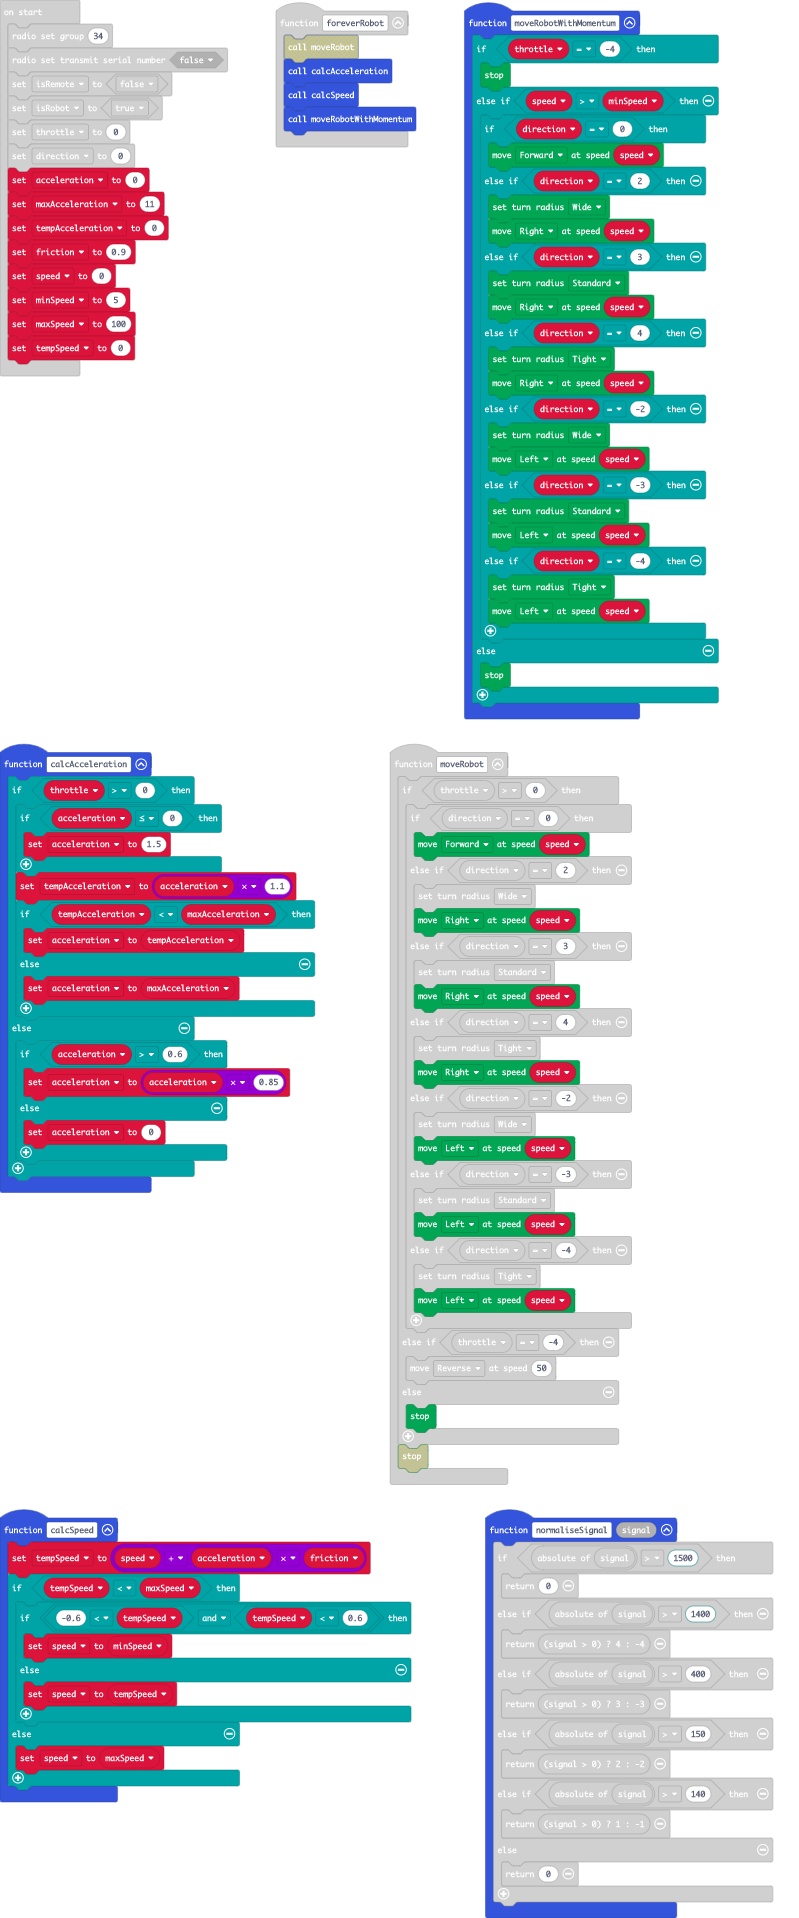 on start
radio set group 34
radio set transmit serial number false
set isRemote to false
set isRobot to true
set throttle to 0
set direction to 0
set acceleration to 0
set maxAcceleration to 11
set tempAcceleration to 0
set friction to 0.9
set speed to 0
set minSpeed to 5
set maxSpeed to 100
set tempSpeed to 0
function foreverRobot
call moveRobot
call calcAcceleration
call calcSpeed
call moveRobotWithMomentum
function moveRobotWithMomentum
if throttle = -4 then
stop
else if speed > minSpeed then
if direction = 0 then
move Forward at speed speed
else if direction = 2 then
set turn radius Wide
move Right at speed speed
else if direction = 3 then
set turn radius Standard
move Right at speed speed
else if direction = 4 then
set turn radius Tight
move Right at speed speed
else if direction = -2 then
set turn radius Wide
move Left at speed speed
else if direction = -3 then
set turn radius Standard
move Left at speed speed
else if direction = -4 then
set turn radius Tight
move Left at speed speed
else
stop
function calcAcceleration
if throttle > 0 then
if acceleration ≤ 0 then
set acceleration to 1.5
set tempAcceleration to acceleration × 1.1
if tempAcceleration < maxAcceleration then
set acceleration to tempAcceleration
else
set acceleration to maxAcceleration
else
if acceleration > 0.6 then
set acceleration to acceleration × 0.85
else
set acceleration to 0
function moveRobot
if throttle > 0 then
if direction = 0 then
move Forward at speed speed
else if direction = 2 then
set turn radius Wide
move Right at speed speed
else if direction = 3 then
set turn radius Standard
move Right at speed speed
else if direction = 4 then
set turn radius Tight
move Right at speed speed
else if direction = -2 then
set turn radius Wide
move Left at speed speed
else if direction = -3 then
set turn radius Standard
move Left at speed speed
else if direction = -4 then
set turn radius Tight
move Left at speed speed
else if throttle = -4 then
move Reverse at speed 50
else
stop
stop
function calcSpeed
set tempSpeed to speed + acceleration × friction
if tempSpeed < maxSpeed then
if -0.6 < tempSpeed and tempSpeed < 0.6 then
set speed to minSpeed
else
set speed to tempSpeed
else
set speed to maxSpeed
function normaliseSignal signal
if absolute of signal > 1500 then
return 0
else if absolute of signal > 1400 then
return (signal > 0) ? 4 : -4
else if absolute of signal > 400 then
return (signal > 0) ? 3 : -3
else if absolute of signal > 150 then
return (signal > 0) ? 2 : -2
else if absolute of signal > 140 then
return (signal > 0) ? 1 : -1
else
return 0